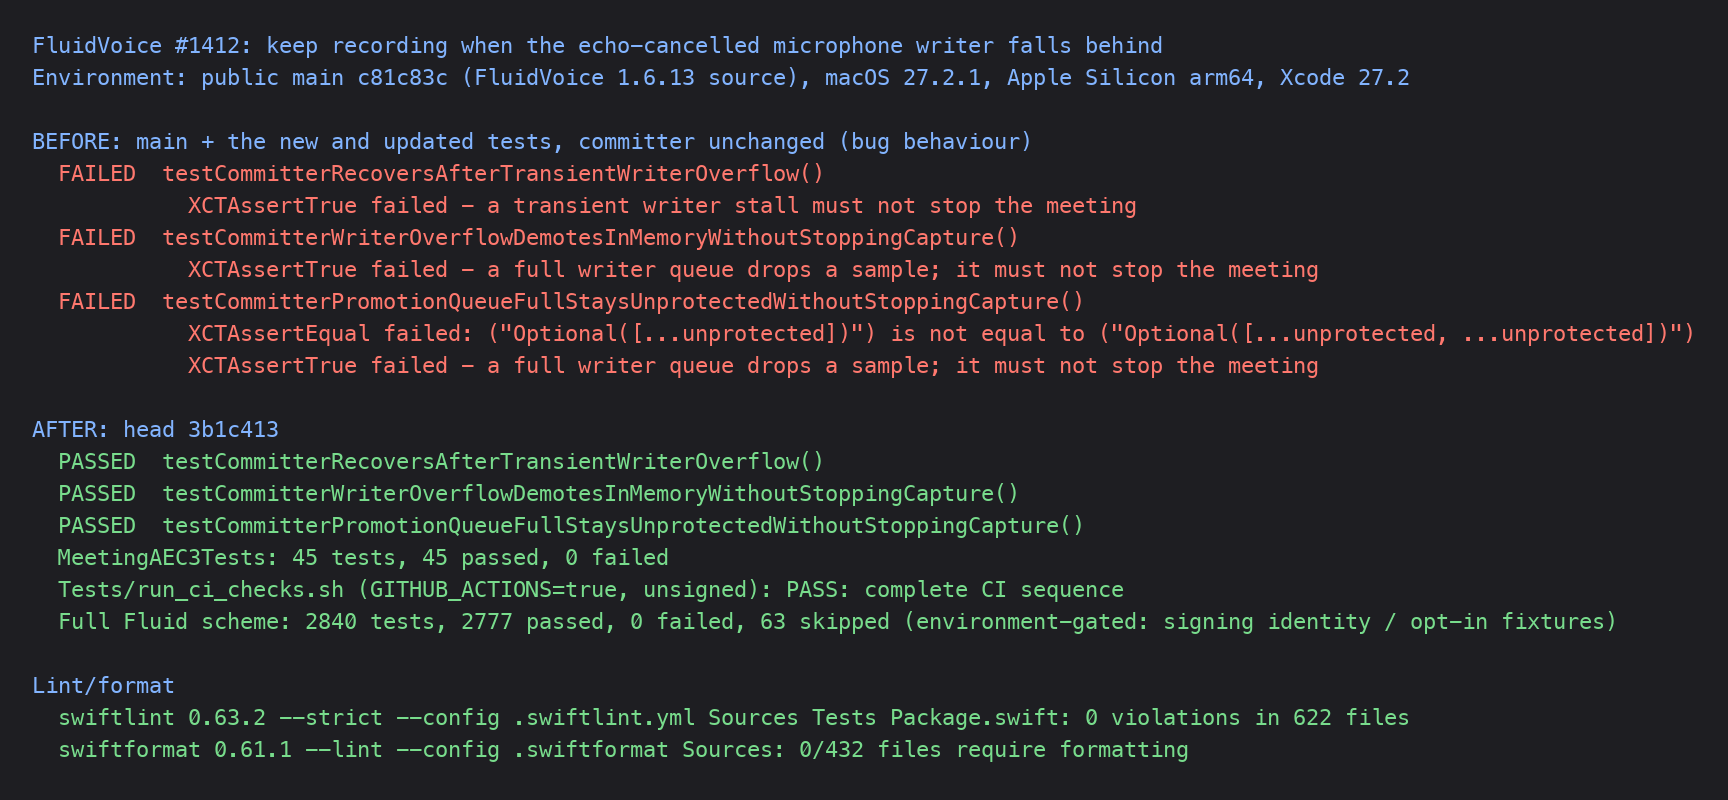 FluidVoice #1412: keep recording when the echo-cancelled microphone writer falls behind
Environment: public main c81c83c (FluidVoice 1.6.13 source), macOS 27.2.1, Apple Silicon arm64, Xcode 27.2
BEFORE: main + the new and updated tests, committer unchanged (bug behaviour)
FAILED  testCommitterRecoversAfterTransientWriterOverflow()
XCTAssertTrue failed - a transient writer stall must not stop the meeting
FAILED  testCommitterWriterOverflowDemotesInMemoryWithoutStoppingCapture()
XCTAssertTrue failed - a full writer queue drops a sample; it must not stop the meeting
FAILED  testCommitterPromotionQueueFullStaysUnprotectedWithoutStoppingCapture()
XCTAssertEqual failed: ("Optional([...unprotected])") is not equal to ("Optional([...unprotected, ...unprotected])")
XCTAssertTrue failed - a full writer queue drops a sample; it must not stop the meeting
AFTER: head 3b1c413
PASSED  testCommitterRecoversAfterTransientWriterOverflow()
PASSED  testCommitterWriterOverflowDemotesInMemoryWithoutStoppingCapture()
PASSED  testCommitterPromotionQueueFullStaysUnprotectedWithoutStoppingCapture()
MeetingAEC3Tests: 45 tests, 45 passed, 0 failed
Tests/run_ci_checks.sh (GITHUB_ACTIONS=true, unsigned): PASS: complete CI sequence
Full Fluid scheme: 2840 tests, 2777 passed, 0 failed, 63 skipped (environment-gated: signing identity / opt-in fixtures)
Lint/format
swiftlint 0.63.2 --strict --config .swiftlint.yml Sources Tests Package.swift: 0 violations in 622 files
swiftformat 0.61.1 --lint --config .swiftformat Sources: 0/432 files require formatting